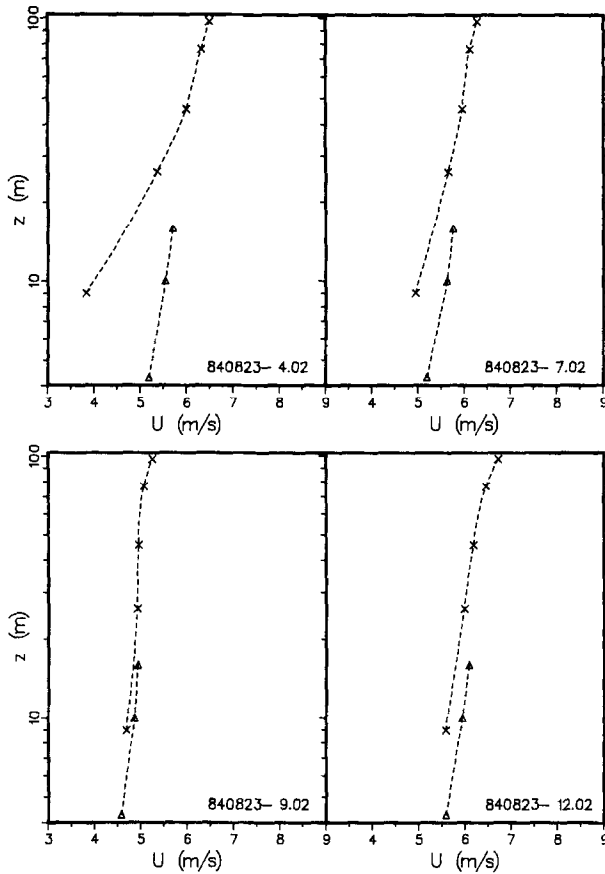 100
10
z (m)
840823- 4.02
840823- 7.02
3 4 5 6 7 8 9 4 5 6 7 8 9
U (m/s) U (m/s)
100
10
z (m)
840823- 9.02
840823- 12.02
3 4 5 6 7 8 9 4 5 6 7 8 9
U (m/s) U (m/s)